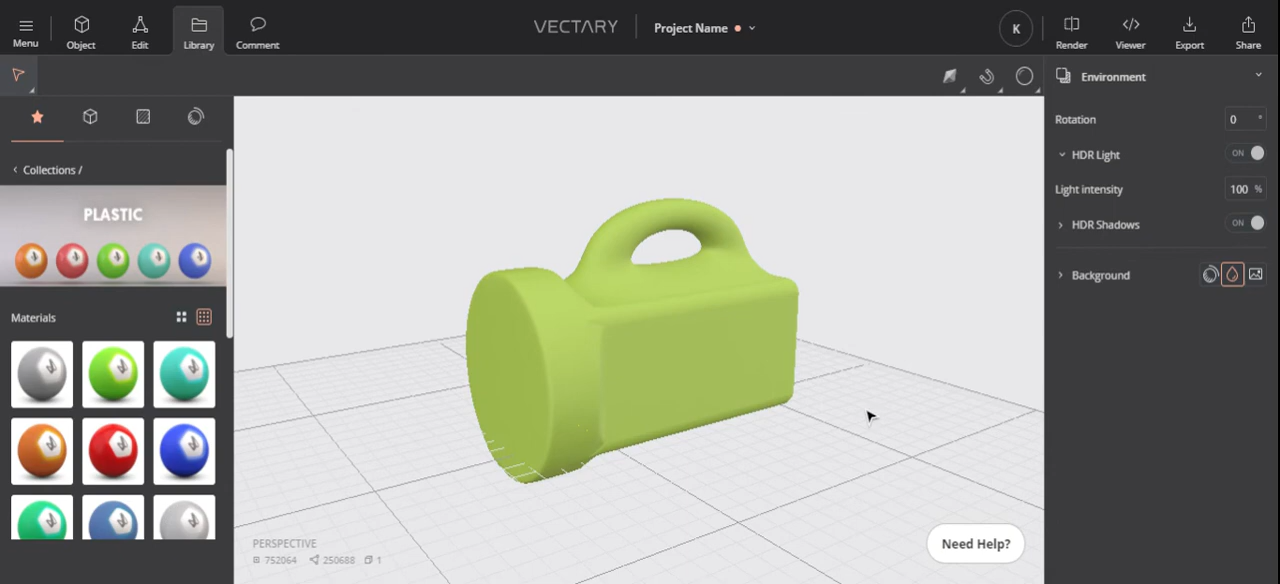 Menu
Object
Edit
Library
Comment
VECTARY
Project Name
K
Render
Viewer
Export
Share
Environment
Rotation 0 °
HDR Light ON
Light intensity 100 %
HDR Shadows ON
Background
Collections /
PLASTIC
Materials
PERSPECTIVE
752064 250688 1
Need Help?